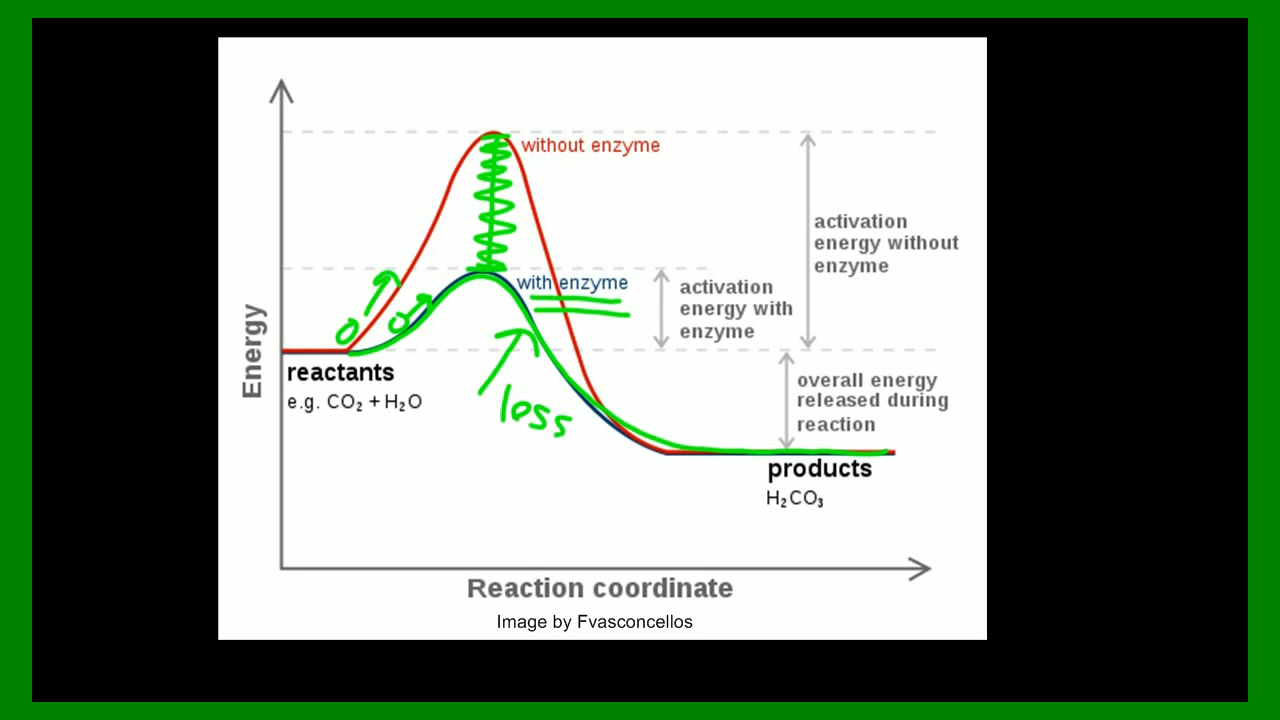 without enzyme
activation
energy without
enzyme
with enzyme
activation
energy with
enzyme
Energy
reactants
e.g. CO₂ + H₂O
loss
overall energy
released during
reaction
products
H₂CO₃
Reaction coordinate
Image by Fvasconcellos